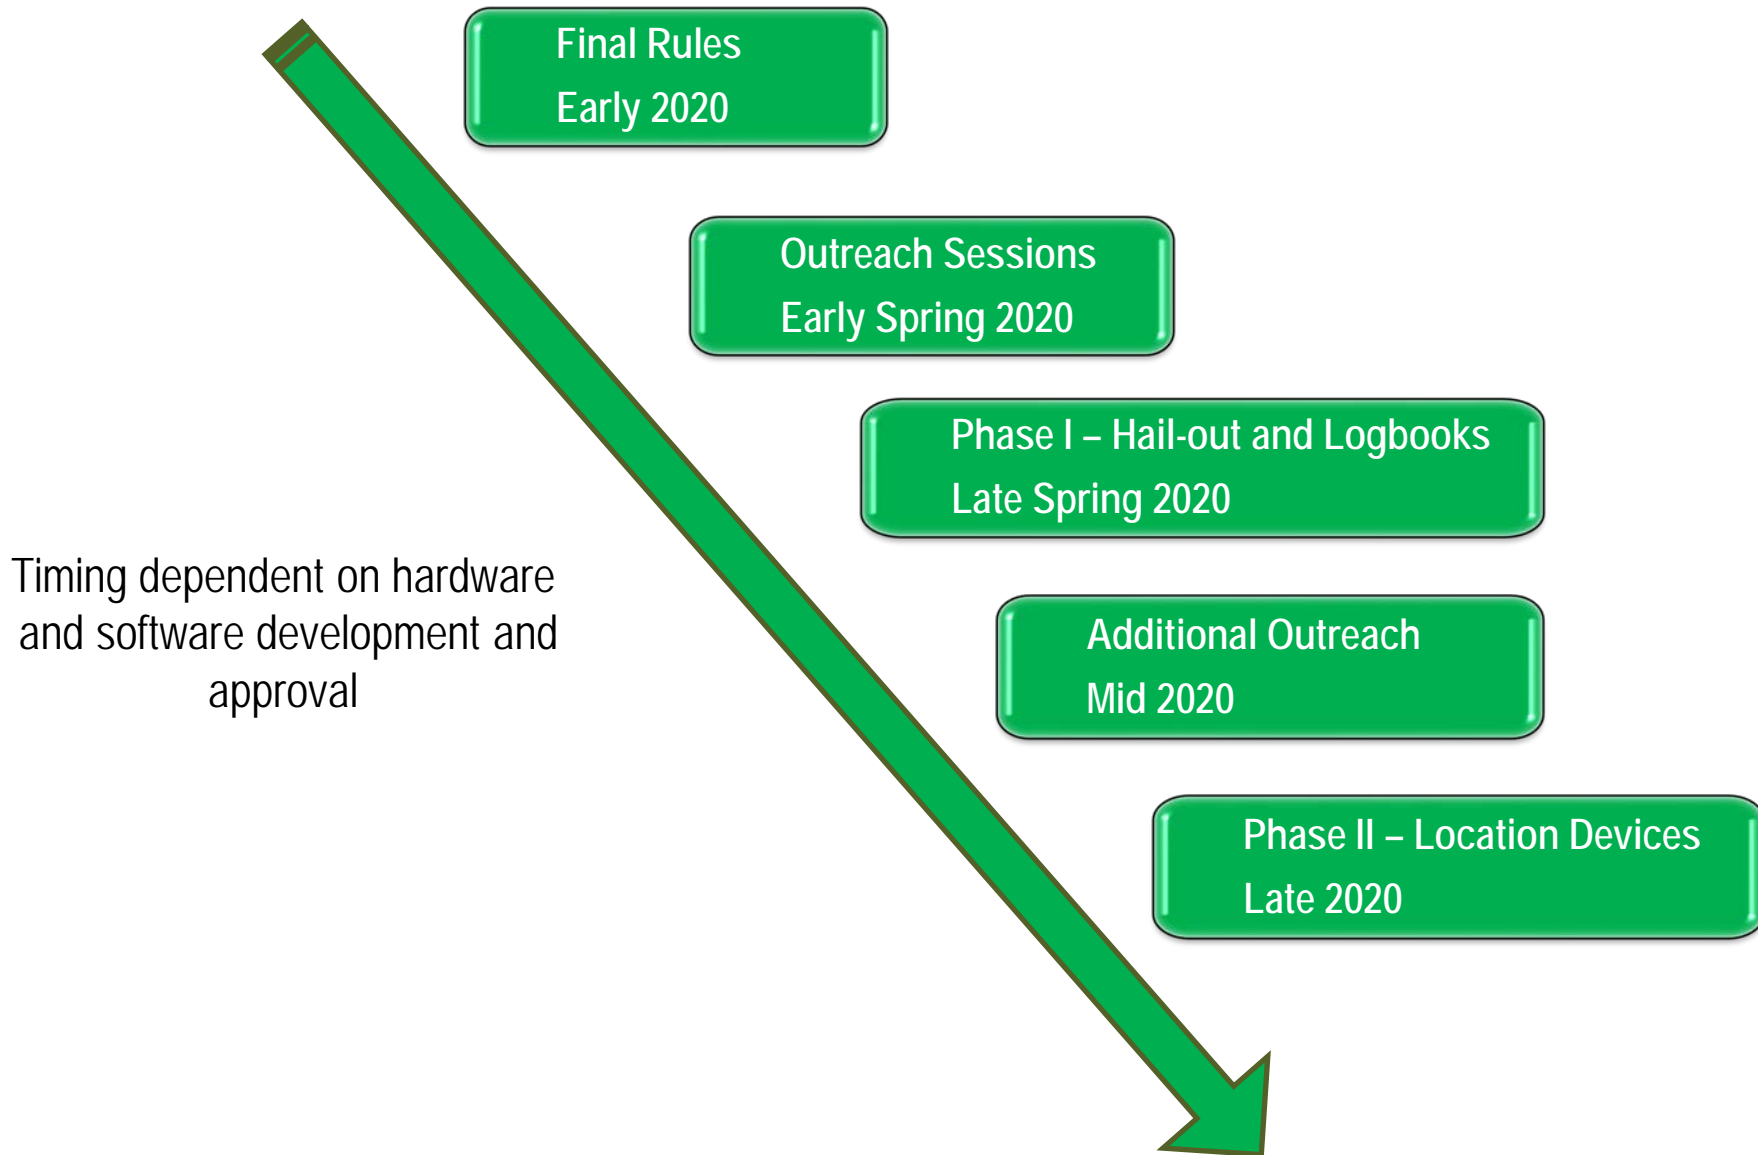 Final Rules
Early 2020
Outreach Sessions
Early Spring 2020
Phase I – Hail-out and Logbooks
Late Spring 2020
Timing dependent on hardware
and software development and
approval
Additional Outreach
Mid 2020
Phase II – Location Devices
Late 2020